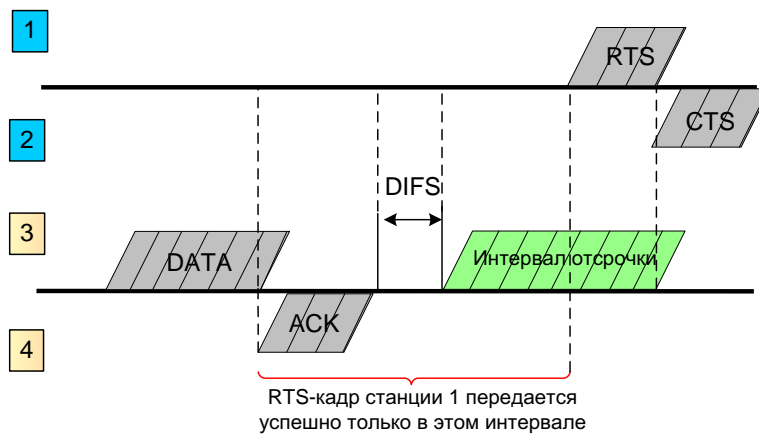 1
RTS
CTS
2
DIFS
3
DATA
Интервал отсрочки
ACK
4
RTS-кадр станции 1 передается
успешно только в этом интервале